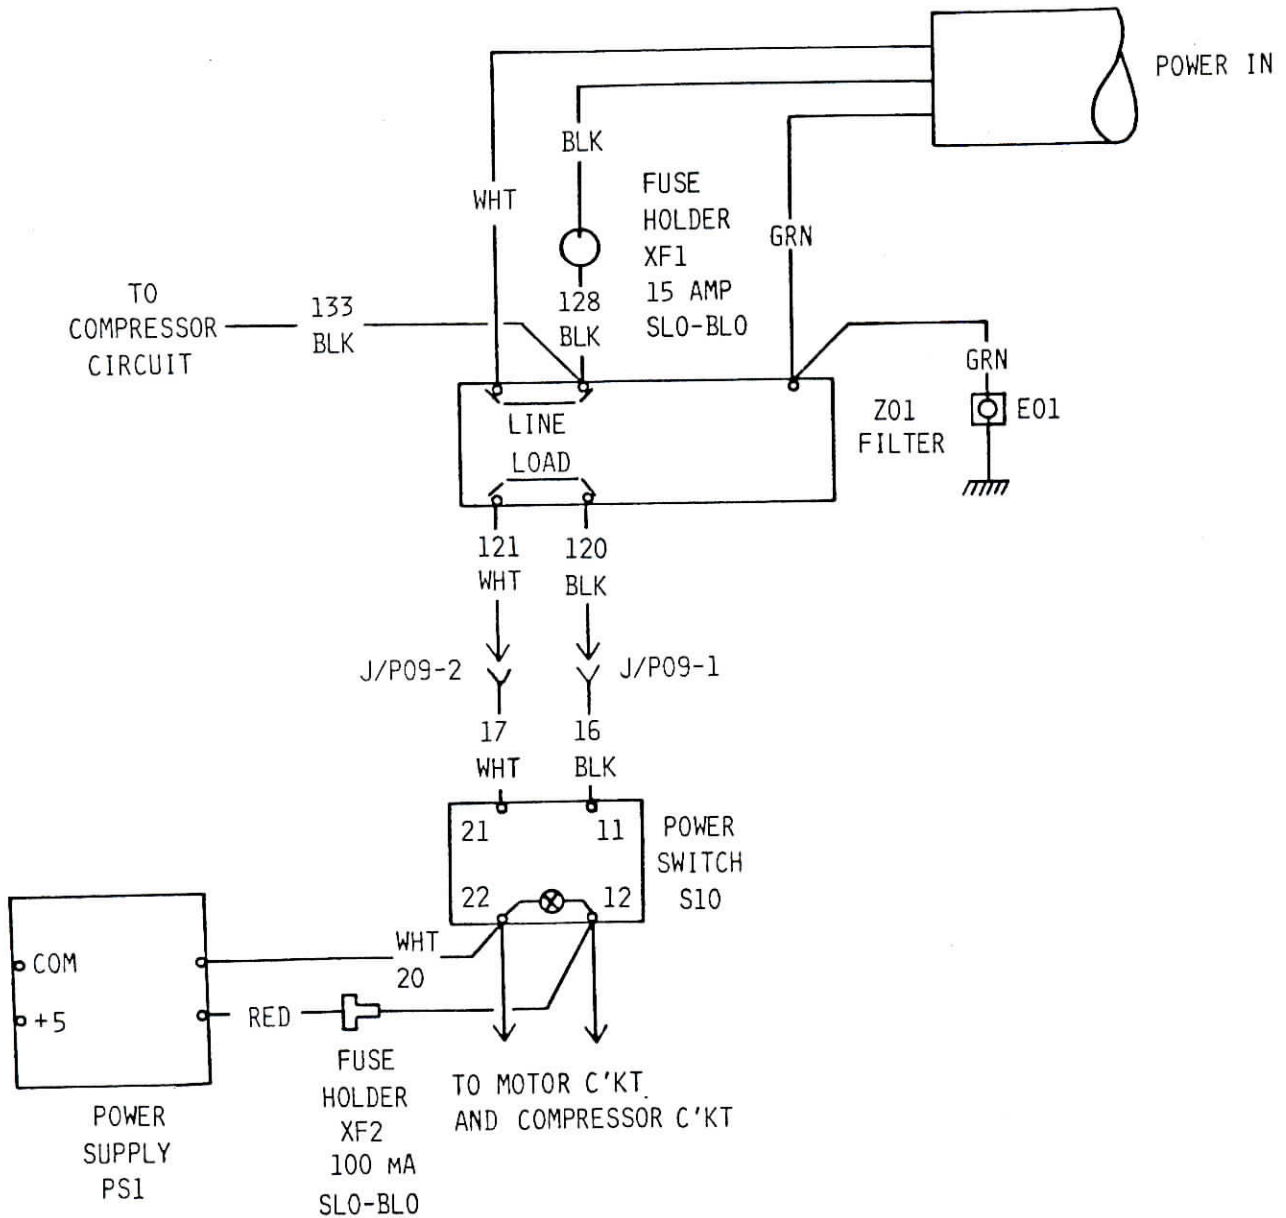 POWER IN
BLK
WHT
FUSE
HOLDER
XF1
15 AMP
SLO-BLO
GRN
TO
COMPRESSOR
CIRCUIT
133
BLK
128
BLK
GRN
E01
Z01
FILTER
LINE
LOAD
121
WHT
120
BLK
J/P09-2
J/P09-1
17
WHT
16
BLK
21
11
22
12
POWER
SWITCH
S10
WHT
20
COM
+5
RED
FUSE
HOLDER
XF2
100 MA
SLO-BLO
TO MOTOR C'KT.
AND COMPRESSOR C'KT
POWER
SUPPLY
PS1